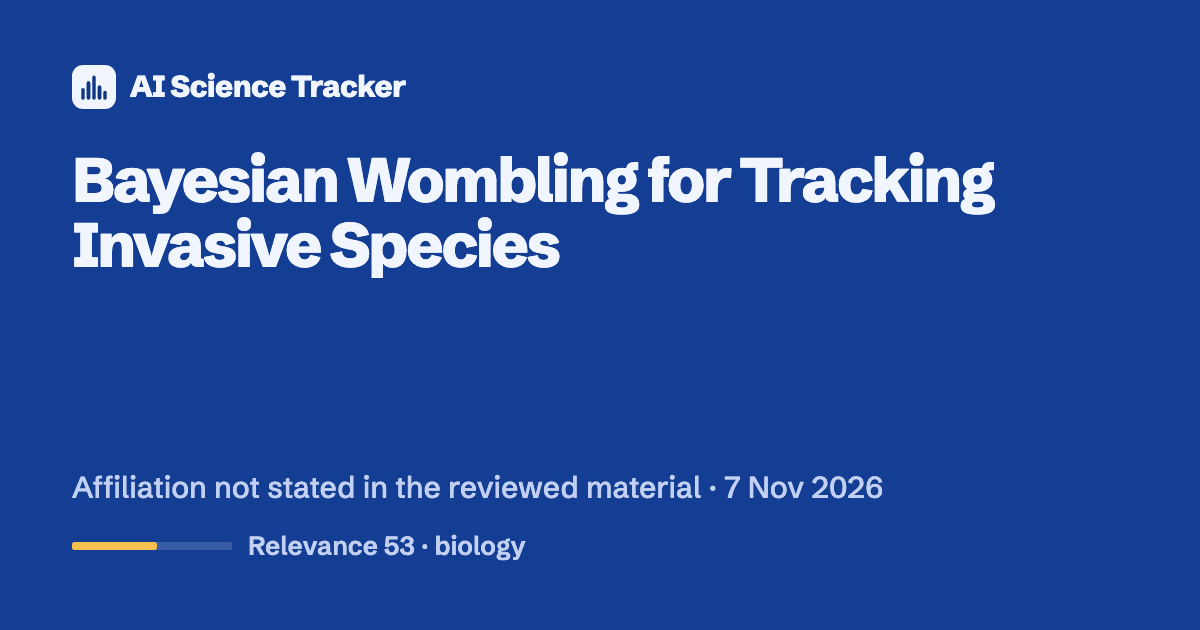 AI Science Tracker
Bayesian Wombling for Tracking
Invasive Species
Affiliation not stated in the reviewed material · 7 Nov 2026
Relevance 53 · biology